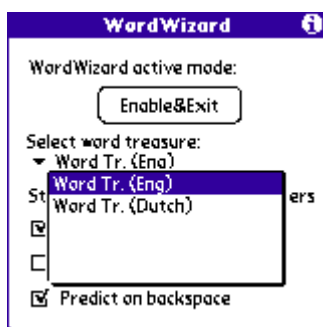 WordWizard
WordWizard active mode:
Enable&Exit
Select word treasure:
Word Tr. (Eng)
Word Tr. (Eng)
Word Tr. (Dutch)
St ers
Predict on backspace